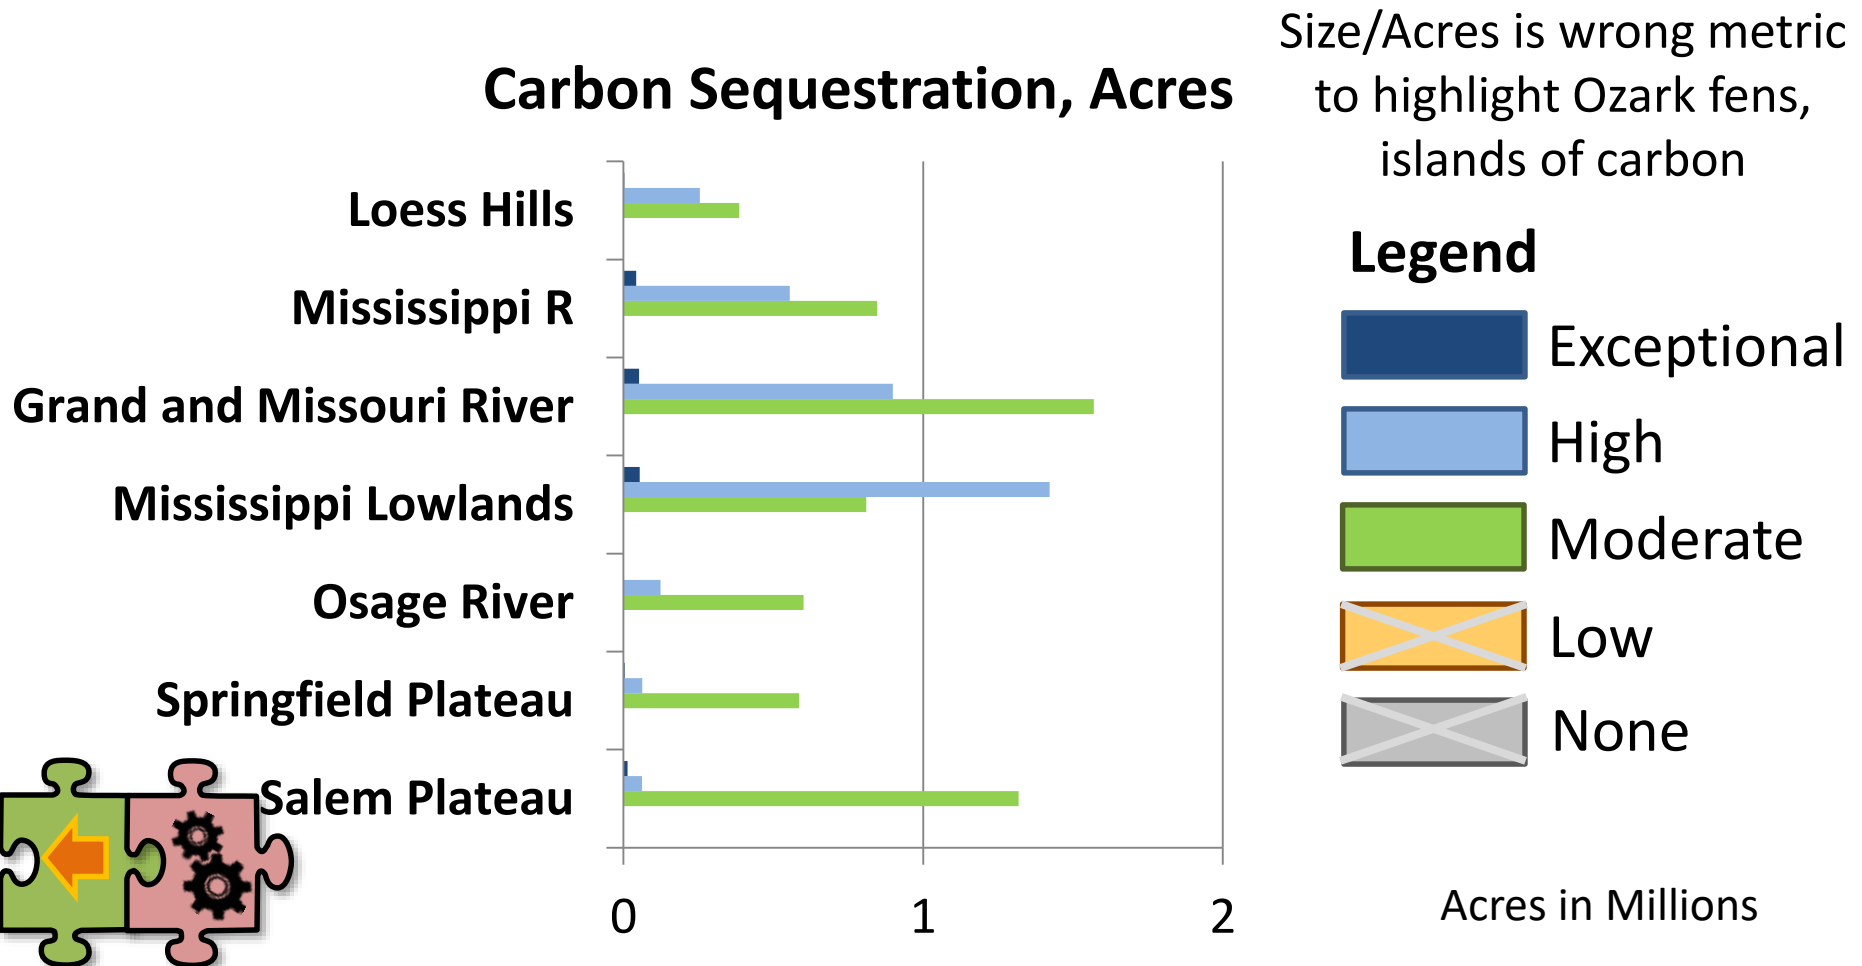 Size/Acres is wrong metric
to highlight Ozark fens,
islands of carbon
Carbon Sequestration, Acres
Loess Hills
Mississippi R
Grand and Missouri River
Mississippi Lowlands
Osage River
Springfield Plateau
Salem Plateau
0 1 2
Legend
Exceptional
High
Moderate
Low
None
Acres in Millions